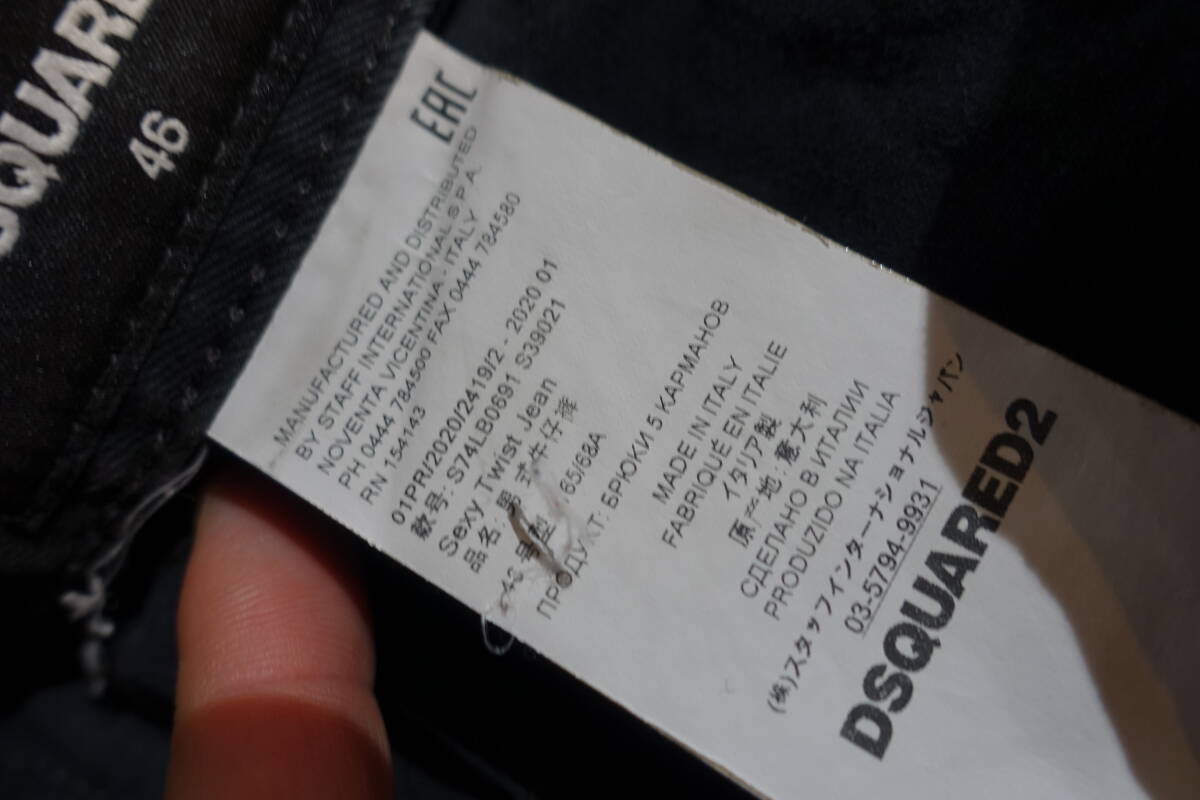 DSQUARE
46
EAC
MANUFACTURED AND DISTRIBUTED
BY STAFF INTERNATIONAL S.P.A.
NOVENTA VICENTINA - ITALY
PH 0444 784500 FAX 0444 784580
RN 154143
01PRI/2020/24191/2 - 2020 01
款号: S74LB0691 S39021
Sexy Twist Jean
品名: 男 式 牛 仔 裤
65/68A
ПРОДУКТ: БРЮКИ 5 КАРМАНОВ
MADE IN ITALY
FABRIQUÉ EN ITALIE
イタリア製
原产地: 意大利
СДЕЛАНО В ИТАЛИИ
PRODUZIDO NA ITALIA
(株)スタッフインターナショナルジャパン
03-5794-9931
DSQUARED2